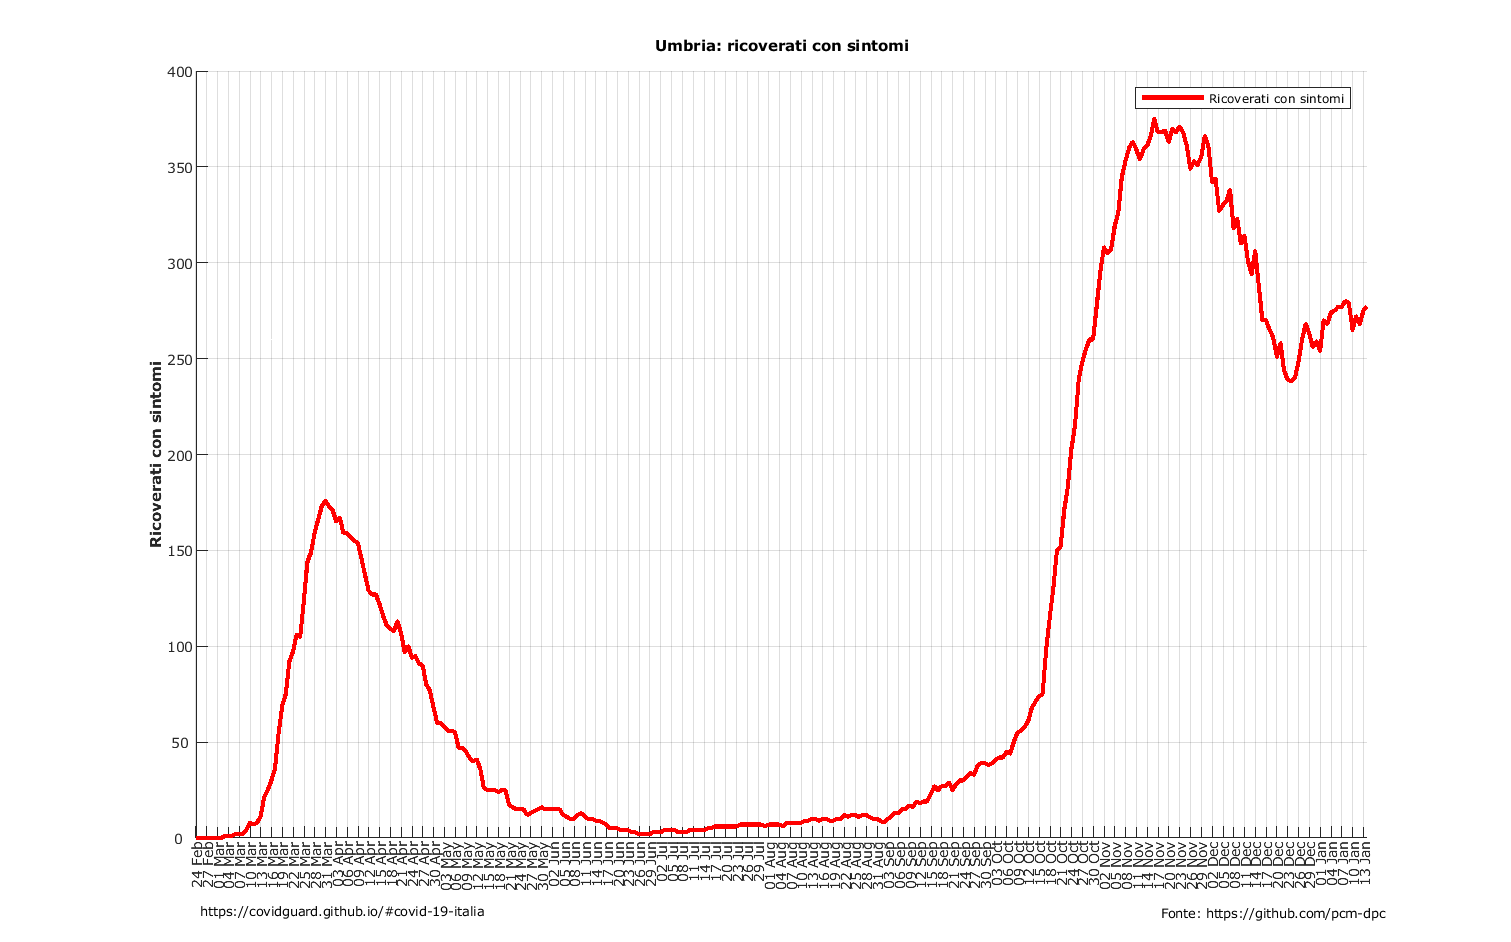 Umbria: ricoverati con sintomi
Ricoverati con sintomi
400
350
300
250
200
150
100
50
0
Ricoverati con sintomi
24 Feb
27 Feb
01 Mar
04 Mar
07 Mar
10 Mar
13 Mar
16 Mar
19 Mar
22 Mar
25 Mar
28 Mar
31 Mar
03 Apr
06 Apr
09 Apr
12 Apr
15 Apr
18 Apr
21 Apr
24 Apr
27 Apr
30 Apr
03 May
06 May
09 May
12 May
15 May
18 May
21 May
24 May
27 May
30 May
02 Jun
05 Jun
08 Jun
11 Jun
14 Jun
17 Jun
20 Jun
23 Jun
26 Jun
29 Jun
02 Jul
05 Jul
08 Jul
11 Jul
14 Jul
17 Jul
20 Jul
23 Jul
26 Jul
29 Jul
01 Aug
04 Aug
07 Aug
10 Aug
13 Aug
16 Aug
19 Aug
22 Aug
25 Aug
28 Aug
31 Aug
03 Sep
06 Sep
09 Sep
12 Sep
15 Sep
18 Sep
21 Sep
24 Sep
27 Sep
30 Sep
03 Oct
06 Oct
09 Oct
12 Oct
15 Oct
18 Oct
21 Oct
24 Oct
27 Oct
30 Oct
02 Nov
05 Nov
08 Nov
11 Nov
14 Nov
17 Nov
20 Nov
23 Nov
26 Nov
29 Nov
02 Dec
05 Dec
08 Dec
11 Dec
14 Dec
17 Dec
20 Dec
23 Dec
26 Dec
29 Dec
01 Jan
04 Jan
07 Jan
10 Jan
13 Jan
https://covidguard.github.io/#covid-19-italia
Fonte: https://github.com/pcm-dpc